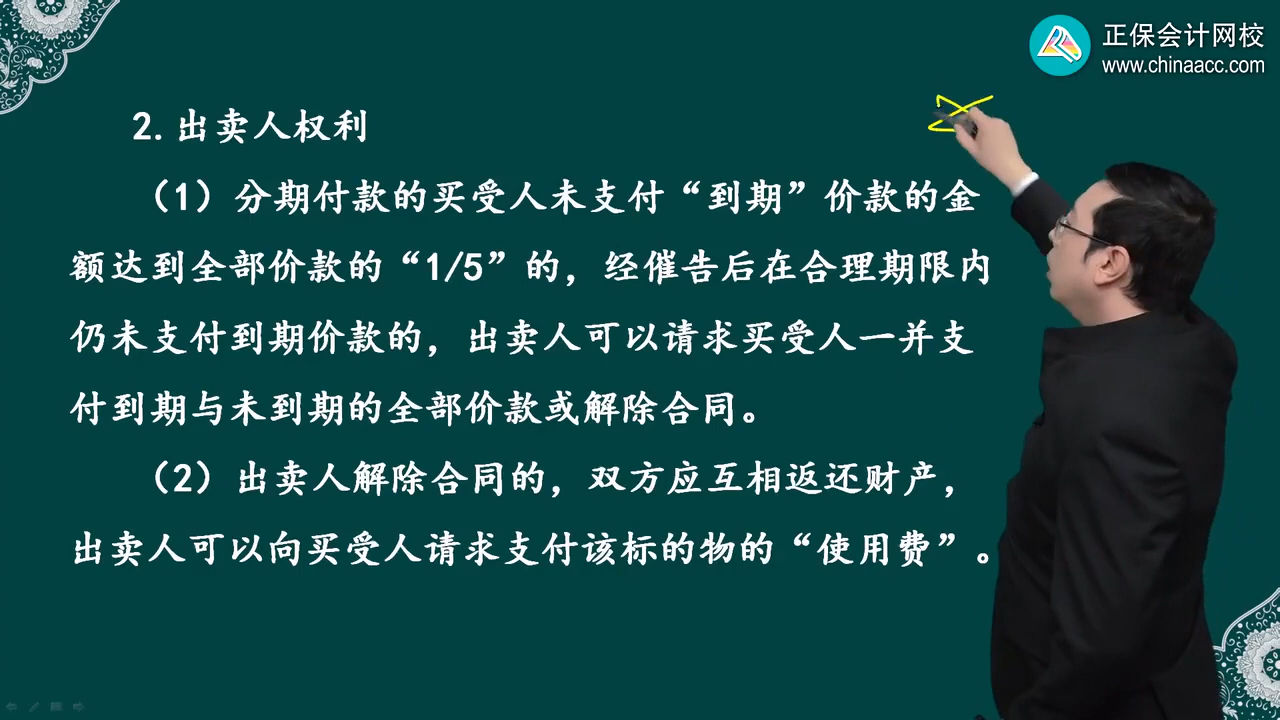 正保会计网校
www.chinaacc.com
2.出卖人权利
（1）分期付款的买受人未支付“到期”价款的金
额达到全部价款的“1/5”的，经催告后在合理期限内
仍未支付到期价款的，出卖人可以请求买受人一并支
付到期与未到期的全部价款或解除合同。
（2）出卖人解除合同的，双方应互相返还财产，
出卖人可以向买受人请求支付该标的物的“使用费”。